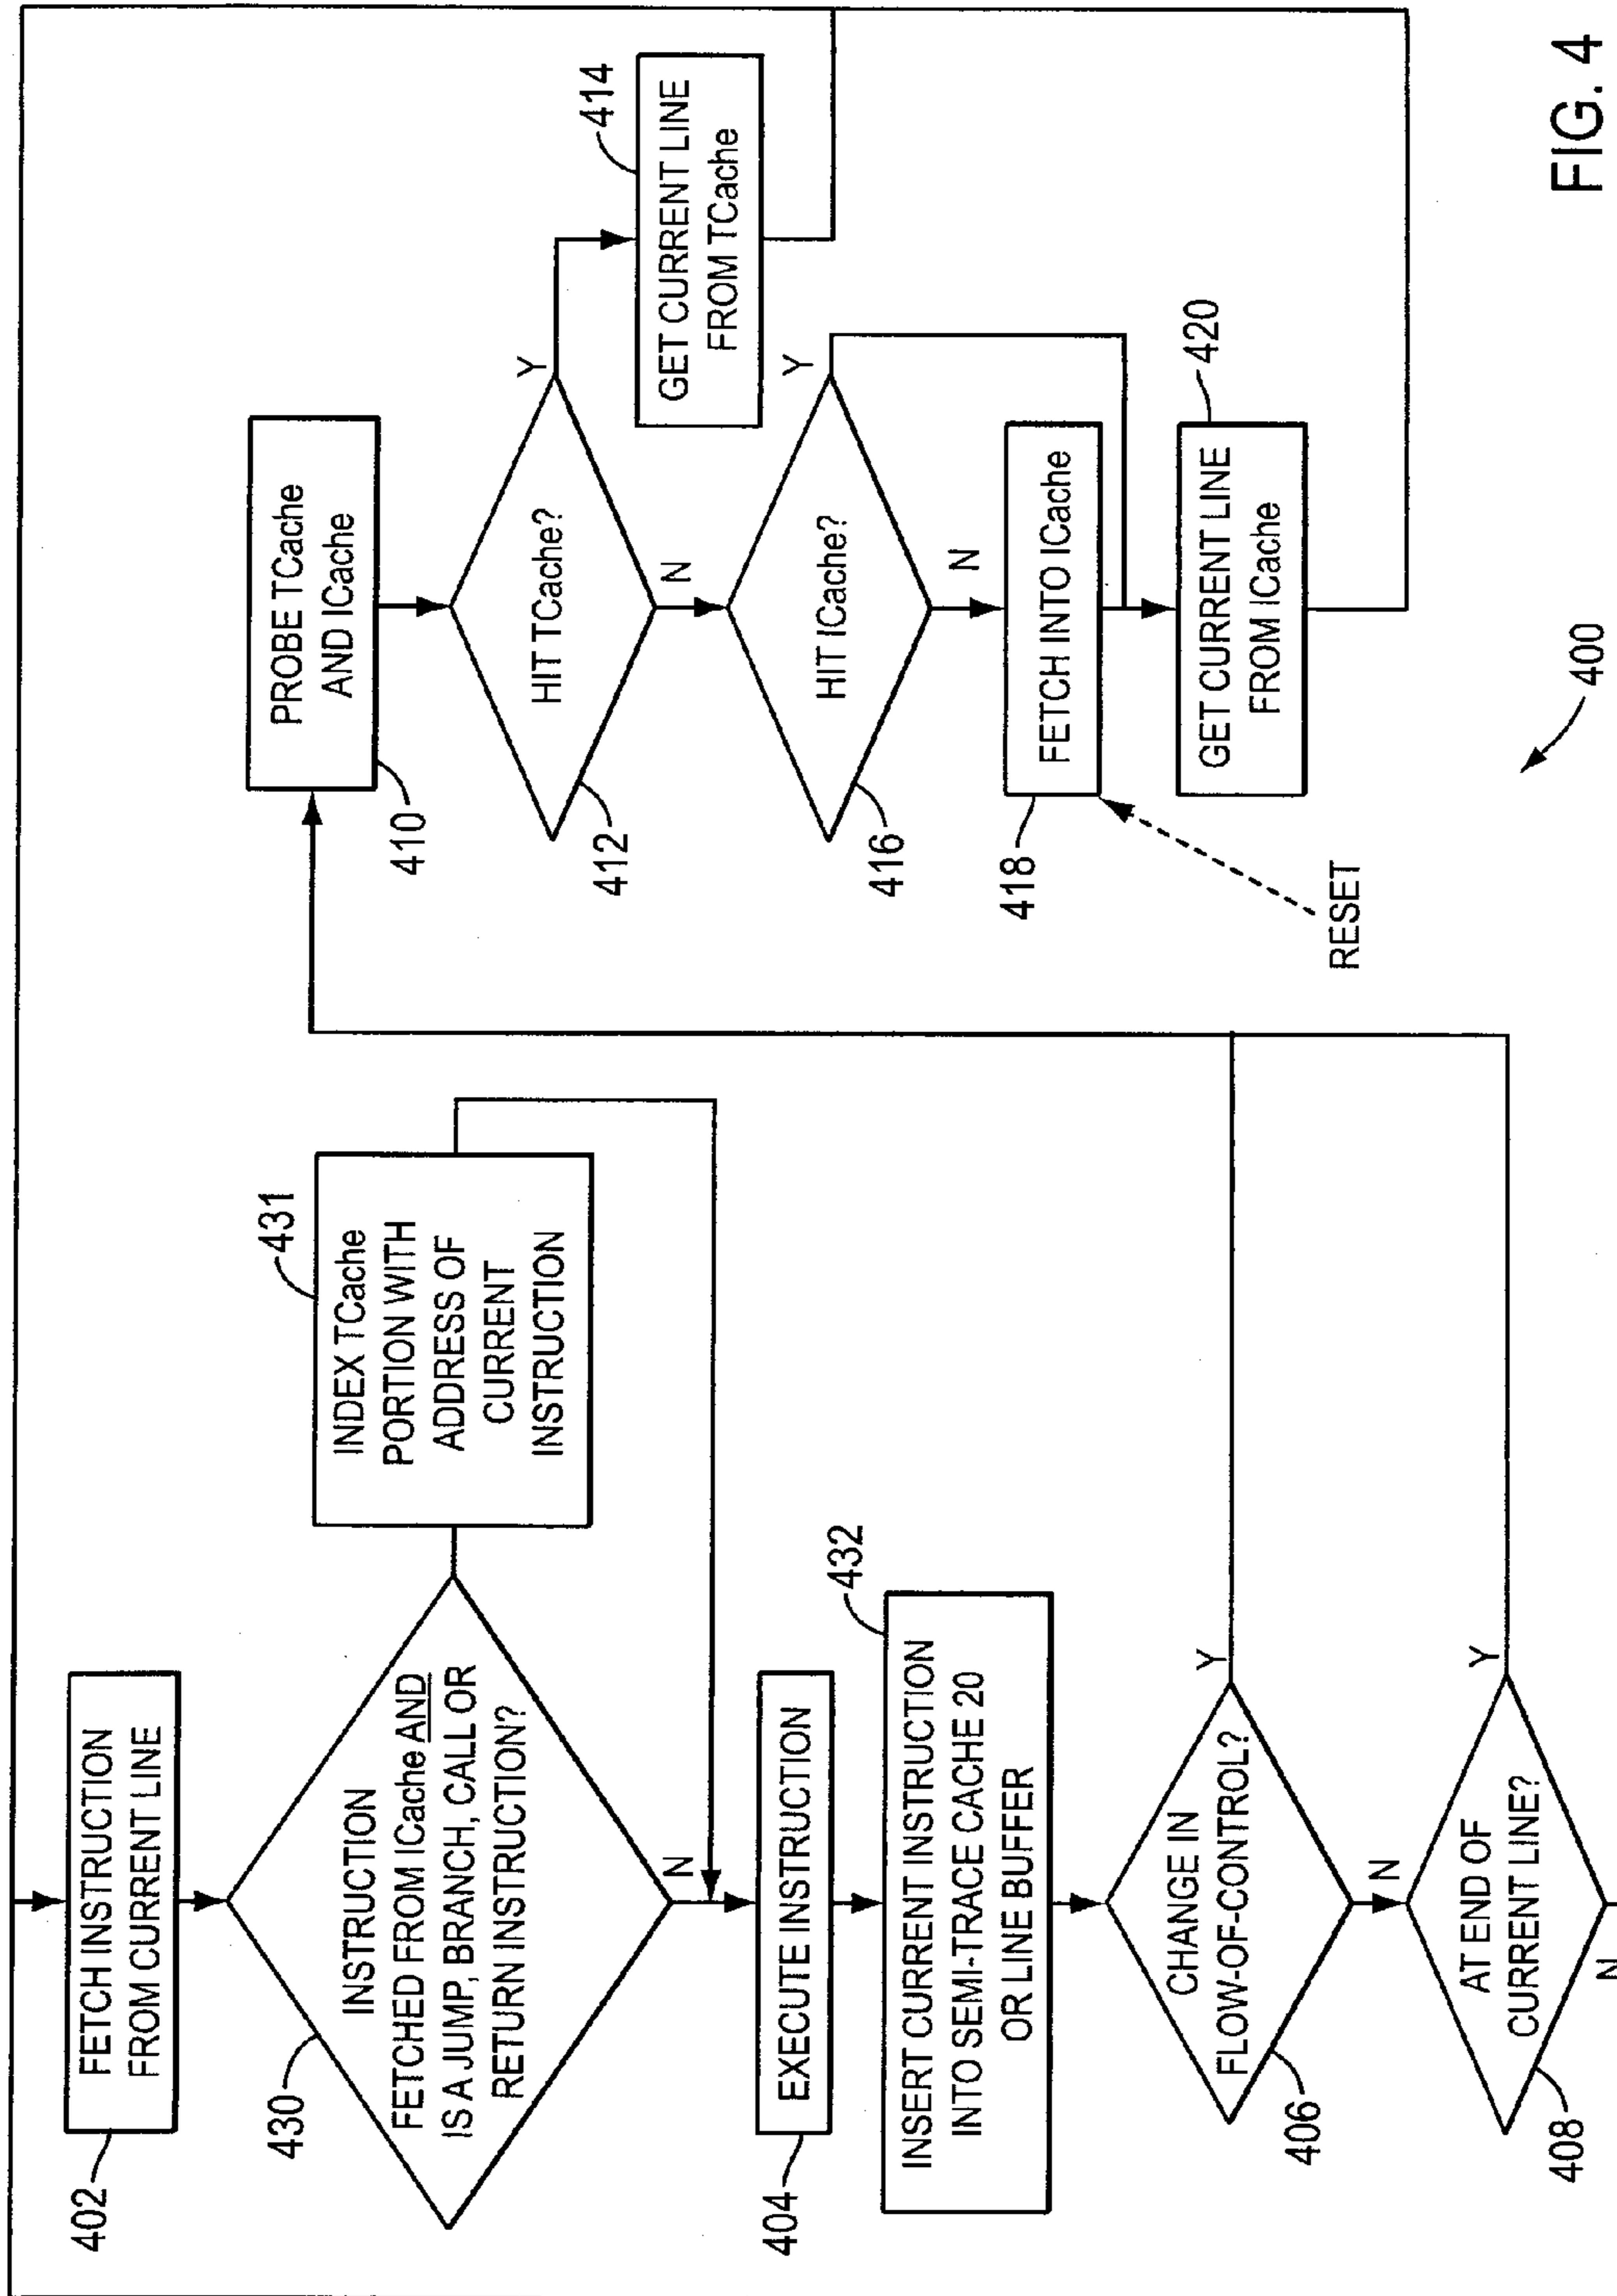 402
FETCH INSTRUCTION
FROM CURRENT LINE
430
INSTRUCTION
FETCHED FROM ICache AND
IS A JUMP, BRANCH, CALL OR
RETURN INSTRUCTION?
N
431
INDEX TCache
PORTION WITH
ADDRESS OF
CURRENT
INSTRUCTION
404
EXECUTE INSTRUCTION
432
INSERT CURRENT INSTRUCTION
INTO SEMI-TRACE CACHE 20
OR LINE BUFFER
406
CHANGE IN
FLOW-OF-CONTROL?
Y
N
408
AT END OF
CURRENT LINE?
Y
N
410
PROBE TCache
AND ICache
412
HIT TCache?
Y
N
414
GET CURRENT LINE
FROM TCache
416
HIT ICache?
Y
N
418
FETCH INTO ICache
RESET
420
GET CURRENT LINE
FROM ICache
400
FIG. 4